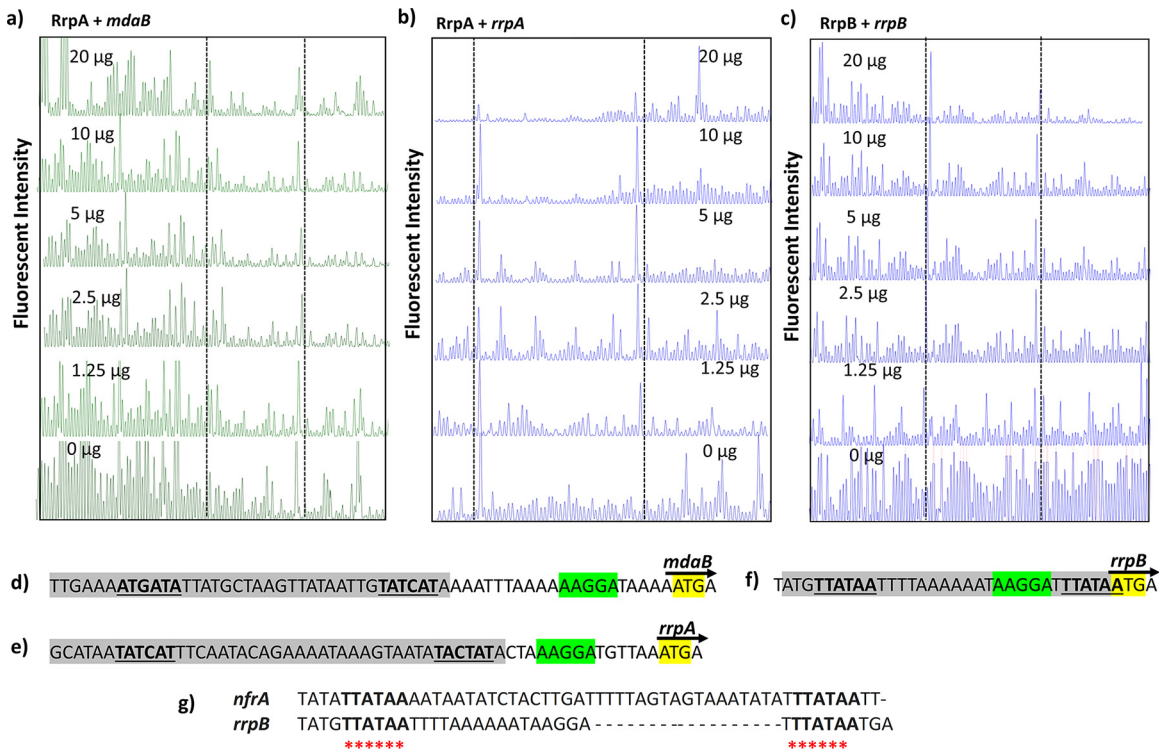 a) RrpA + mdaB
Fluorescent Intensity
20 µg
10 µg
5 µg
2.5 µg
1.25 µg
0 µg
b) RrpA + rrpA
Fluorescent Intensity
20 µg
10 µg
5 µg
2.5 µg
1.25 µg
0 µg
c) RrpB + rrpB
Fluorescent Intensity
20 µg
10 µg
5 µg
2.5 µg
1.25 µg
0 µg
mdaB
d) TTGAAAATGATATTATGCTAAGTTATAATTGTATCATAAAATTTAAAAAAGGATAAAAATGA
rrpB
f) TATGTTATAATTTTAAAAAATAAGGATTTATAATGA
rrpA
e) GCATAATATCATTTCAATACAGAAAATAAAGTAATATACTATACTAAAGGATGTTAAATGA
g) nfrA TATATTATAAAATAATATCTACTTGATTTTTAGTAGTAAATATATTTATAATT-
rrpB TATGTTATAATTTTAAAAAATAAGGA - - - - - - - - - - - - - - - - - - -TTTATAATGA
****** ******